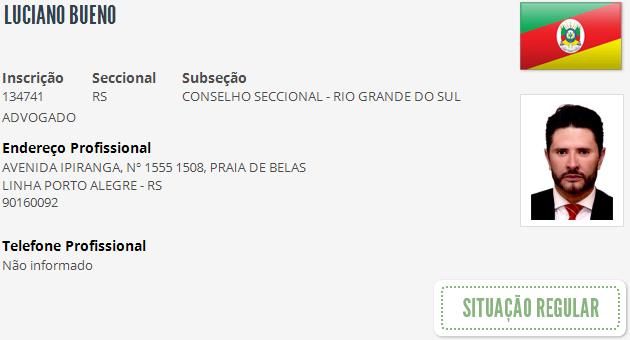 LUCIANO BUENO
Inscrição Seccional Subseção
134741 RS CONSELHO SECCIONAL - RIO GRANDE DO SUL
ADVOGADO
Endereço Profissional
AVENIDA IPIRANGA, Nº 1555 1508, PRAIA DE BELAS
LINHA PORTO ALEGRE - RS
90160092
Telefone Profissional
Não informado
SITUAÇÃO REGULAR